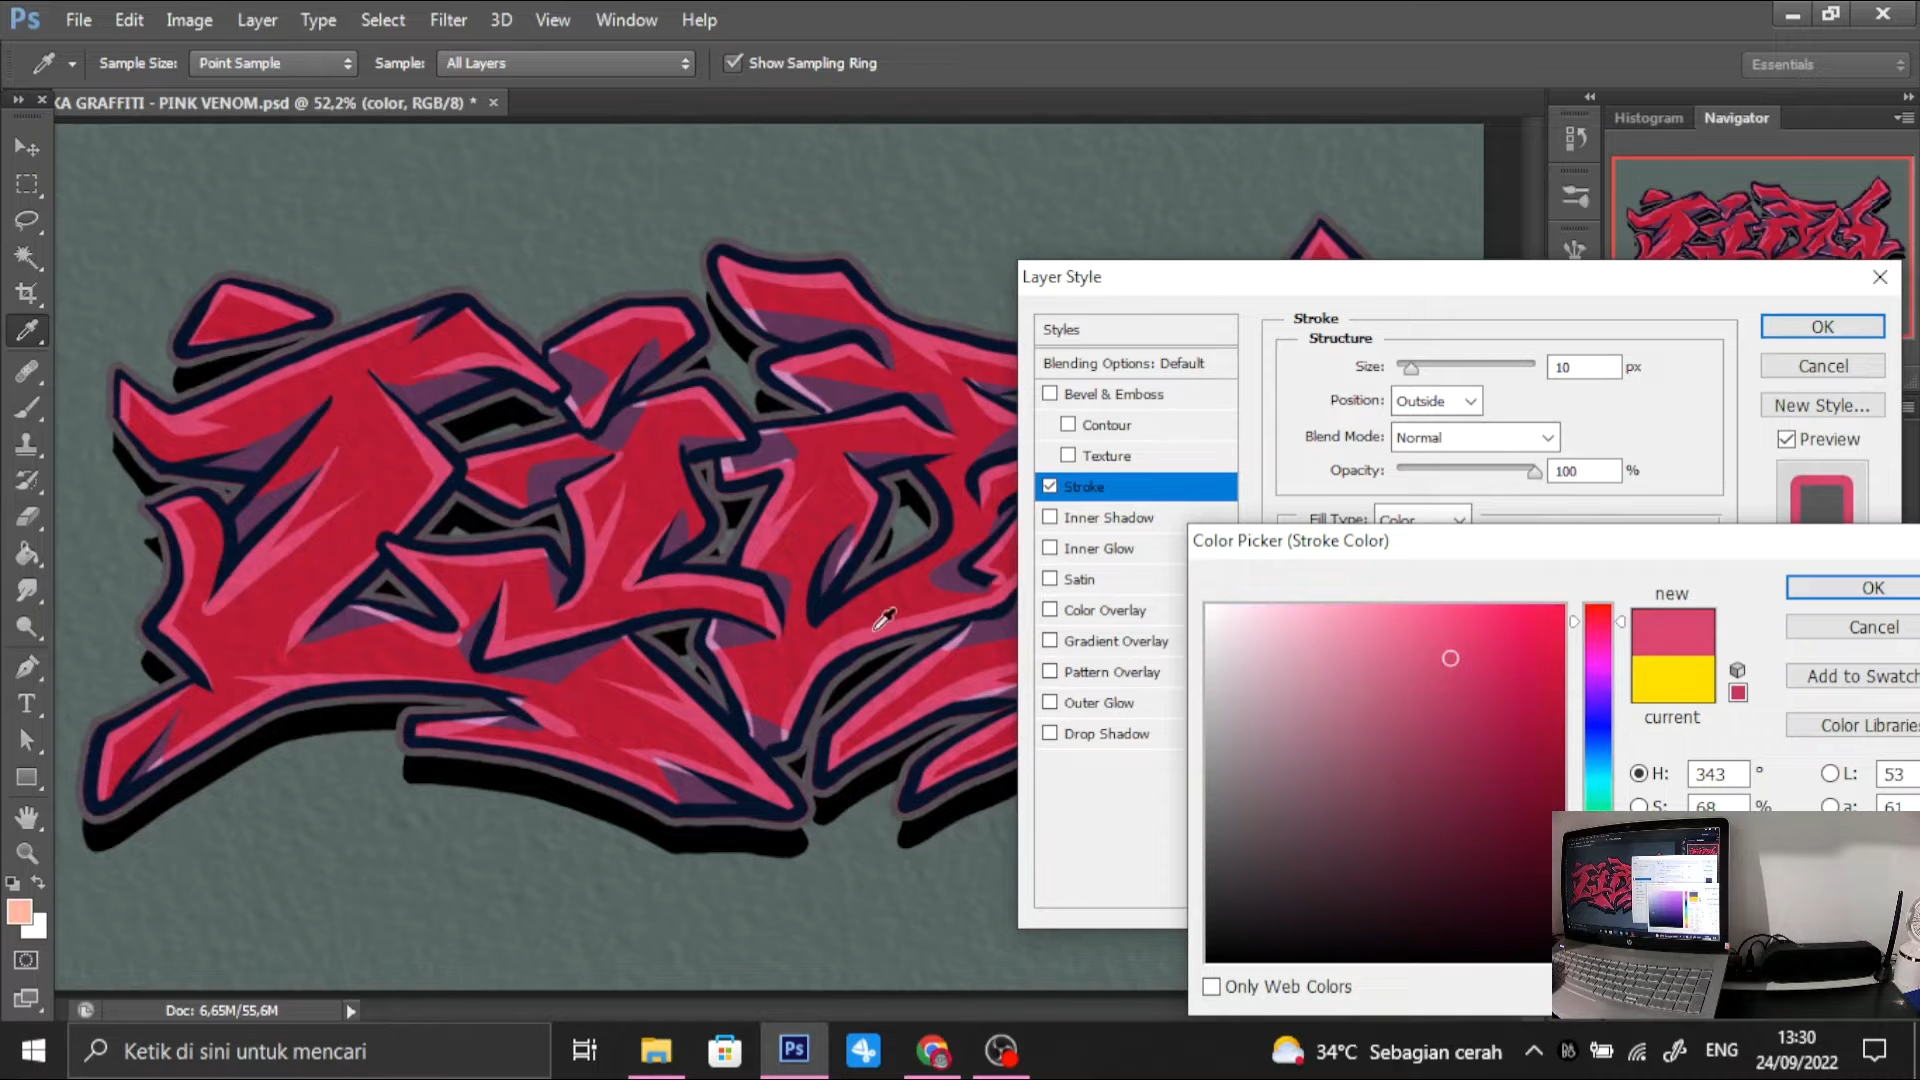 Ps File Edit Image Layer Type Select Filter 3D View Window Help
Sample Size: Point Sample Sample: All Layers Show Sampling Ring Essentials
KA GRAFFITI - PINK VENOM.psd @ 52,2% (color, RGB/8) *
Histogram Navigator
Layer Style
Styles
Blending Options: Default
Bevel & Emboss
Contour
Texture
Stroke
Inner Shadow
Inner Glow
Satin
Color Overlay
Gradient Overlay
Pattern Overlay
Outer Glow
Drop Shadow
Stroke
Structure
Size: 10 px
Position: Outside
Blend Mode: Normal
Opacity: 100 %
Fill Type: Color
OK
Cancel
New Style...
Preview
Color Picker (Stroke Color)
new
current
OK
Cancel
Add to Swatch
Color Libraries
H: 343 °
L: 53
S: 68 %
a: 61
Only Web Colors
T
Doc: 6,65M/55,6M
Ketik di sini untuk mencari
Ps
34°C Sebagian cerah
ENG
13:30
24/09/2022